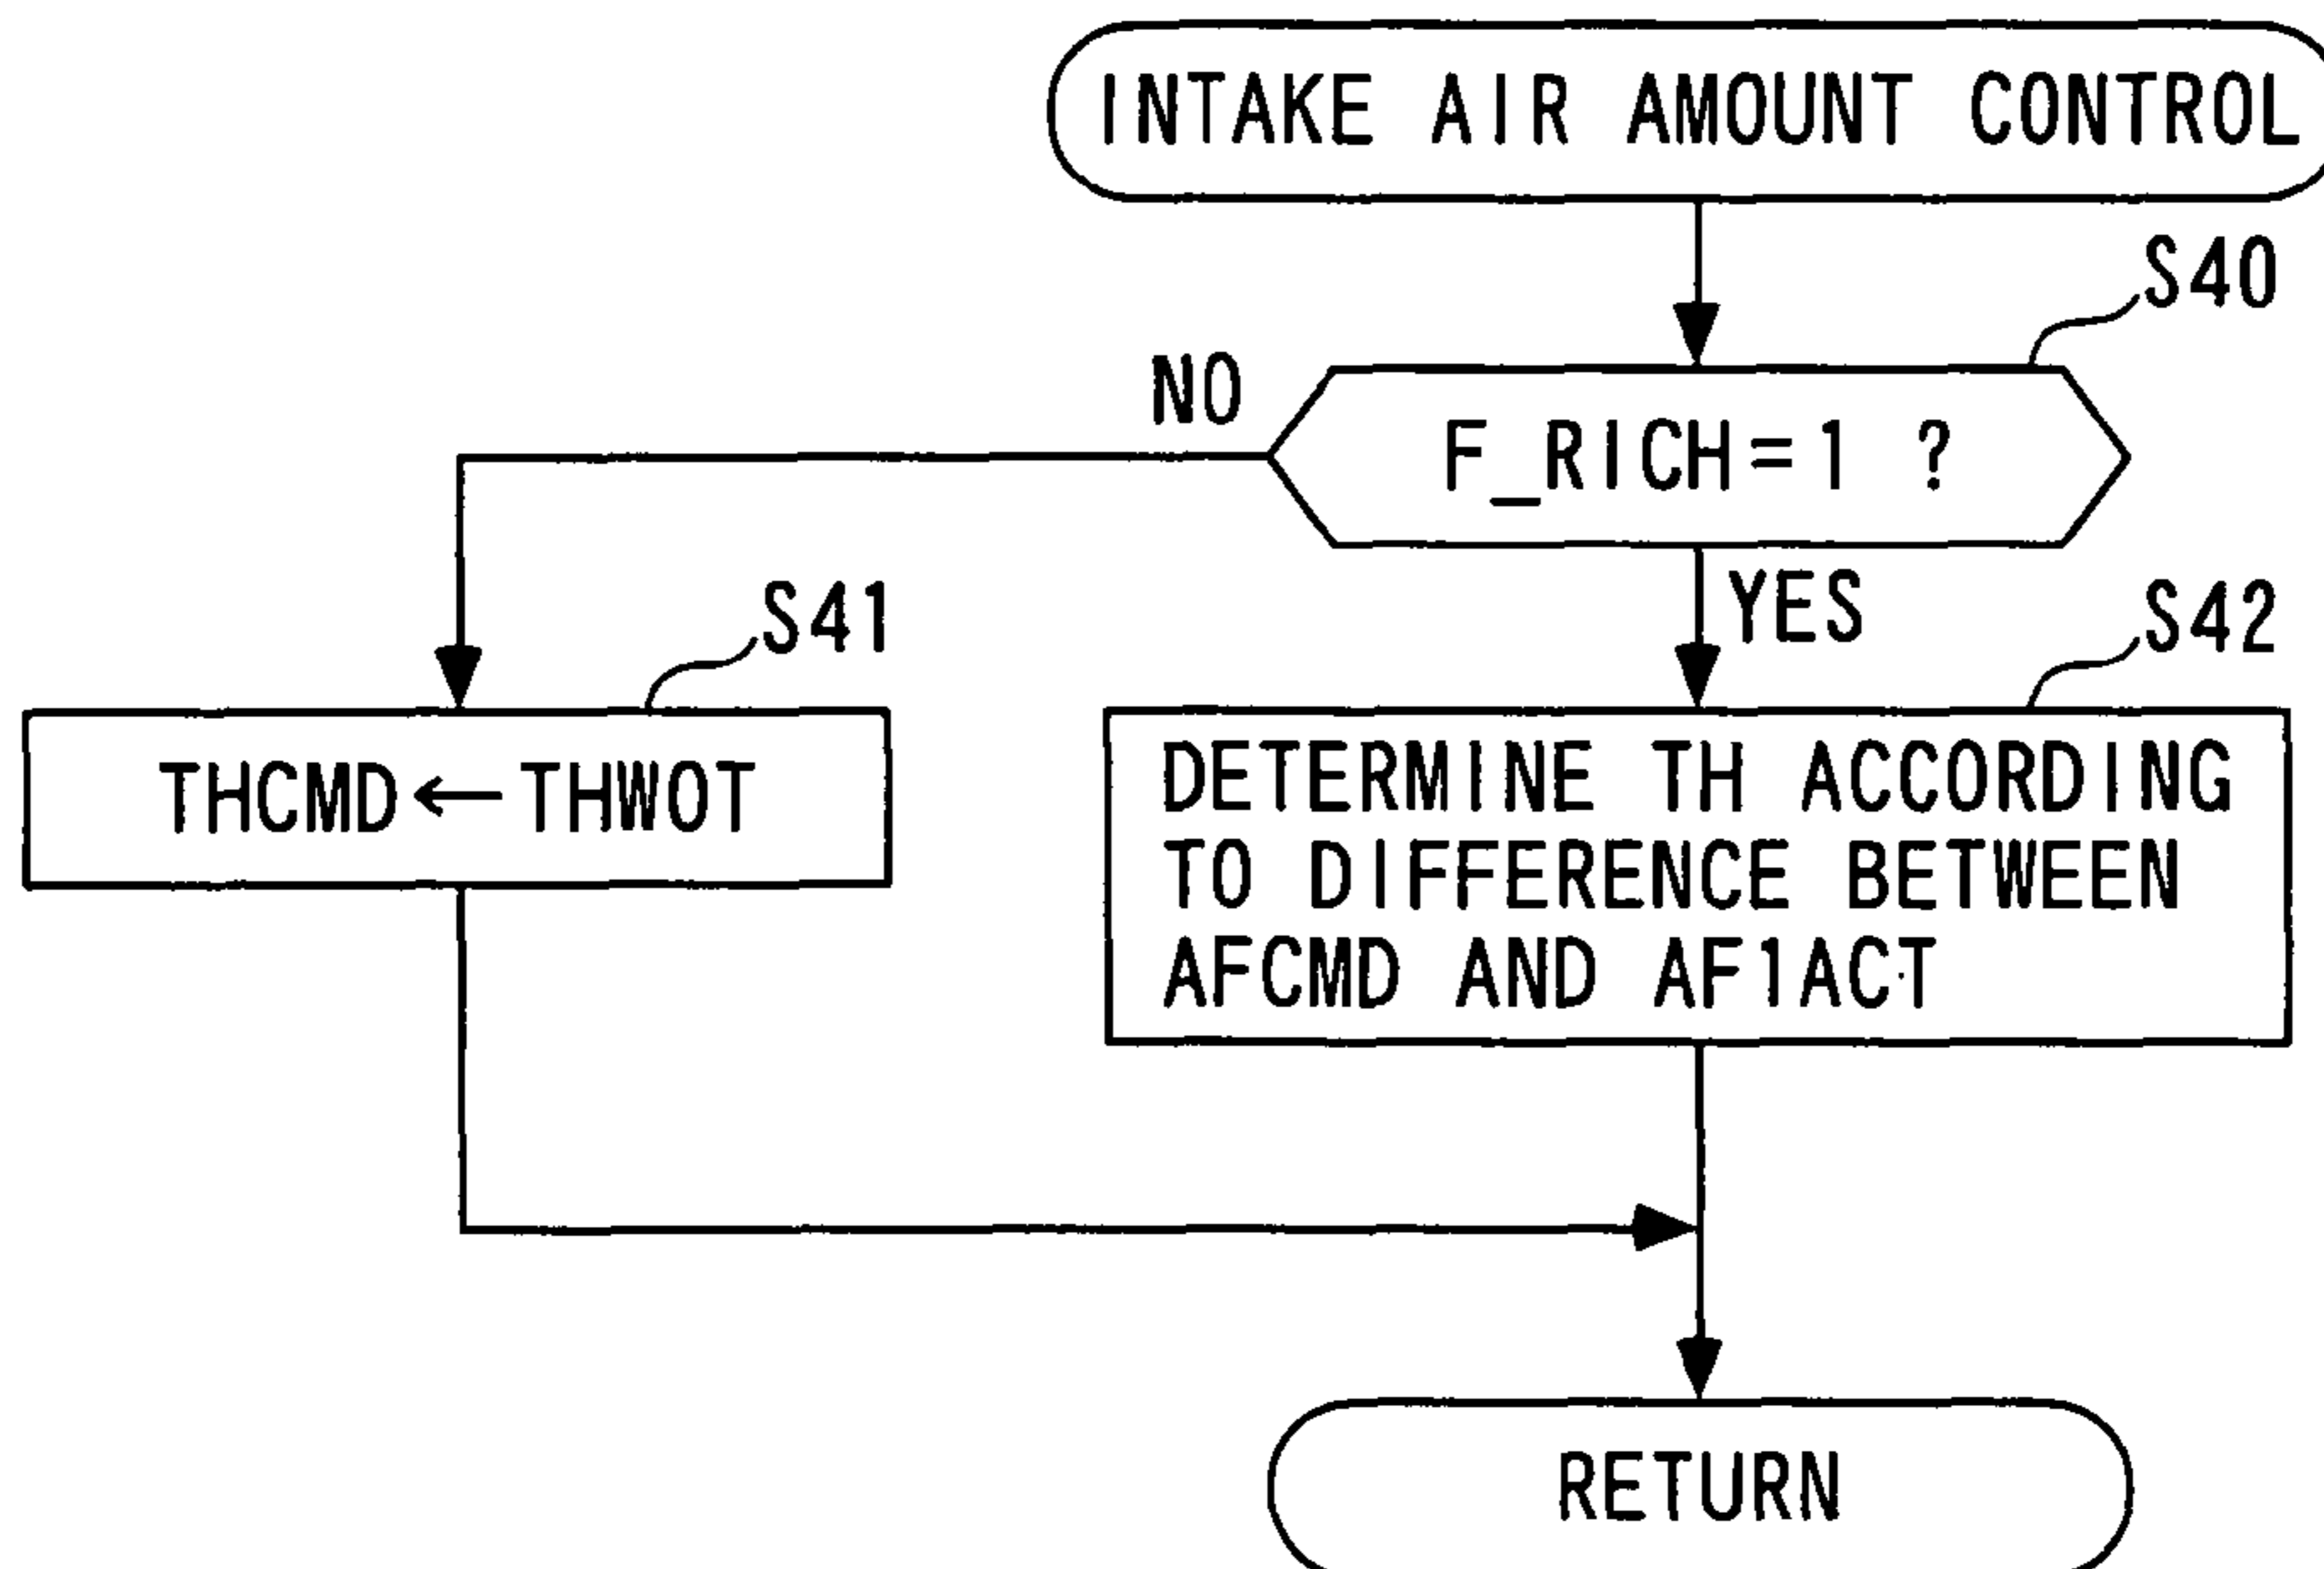 INTAKE AIR AMOUNT CONTROL
S40
NO
F_RICH=1 ?
YES
S41
S42
THCMD← THWOT
DETERMINE TH ACCORDING
TO DIFFERENCE BETWEEN
AFCMD AND AF1ACT
RETURN